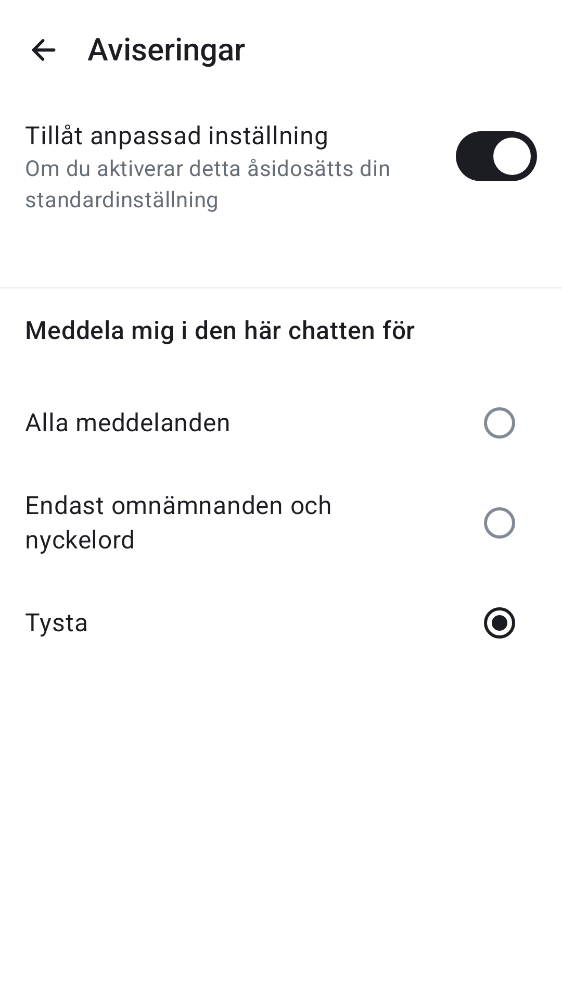 Aviseringar
Tillåt anpassad inställning
Om du aktiverar detta åsidosätts din
standardinställning
Meddela mig i den här chatten för
Alla meddelanden
Endast omnämnanden och
nyckelord
Tysta